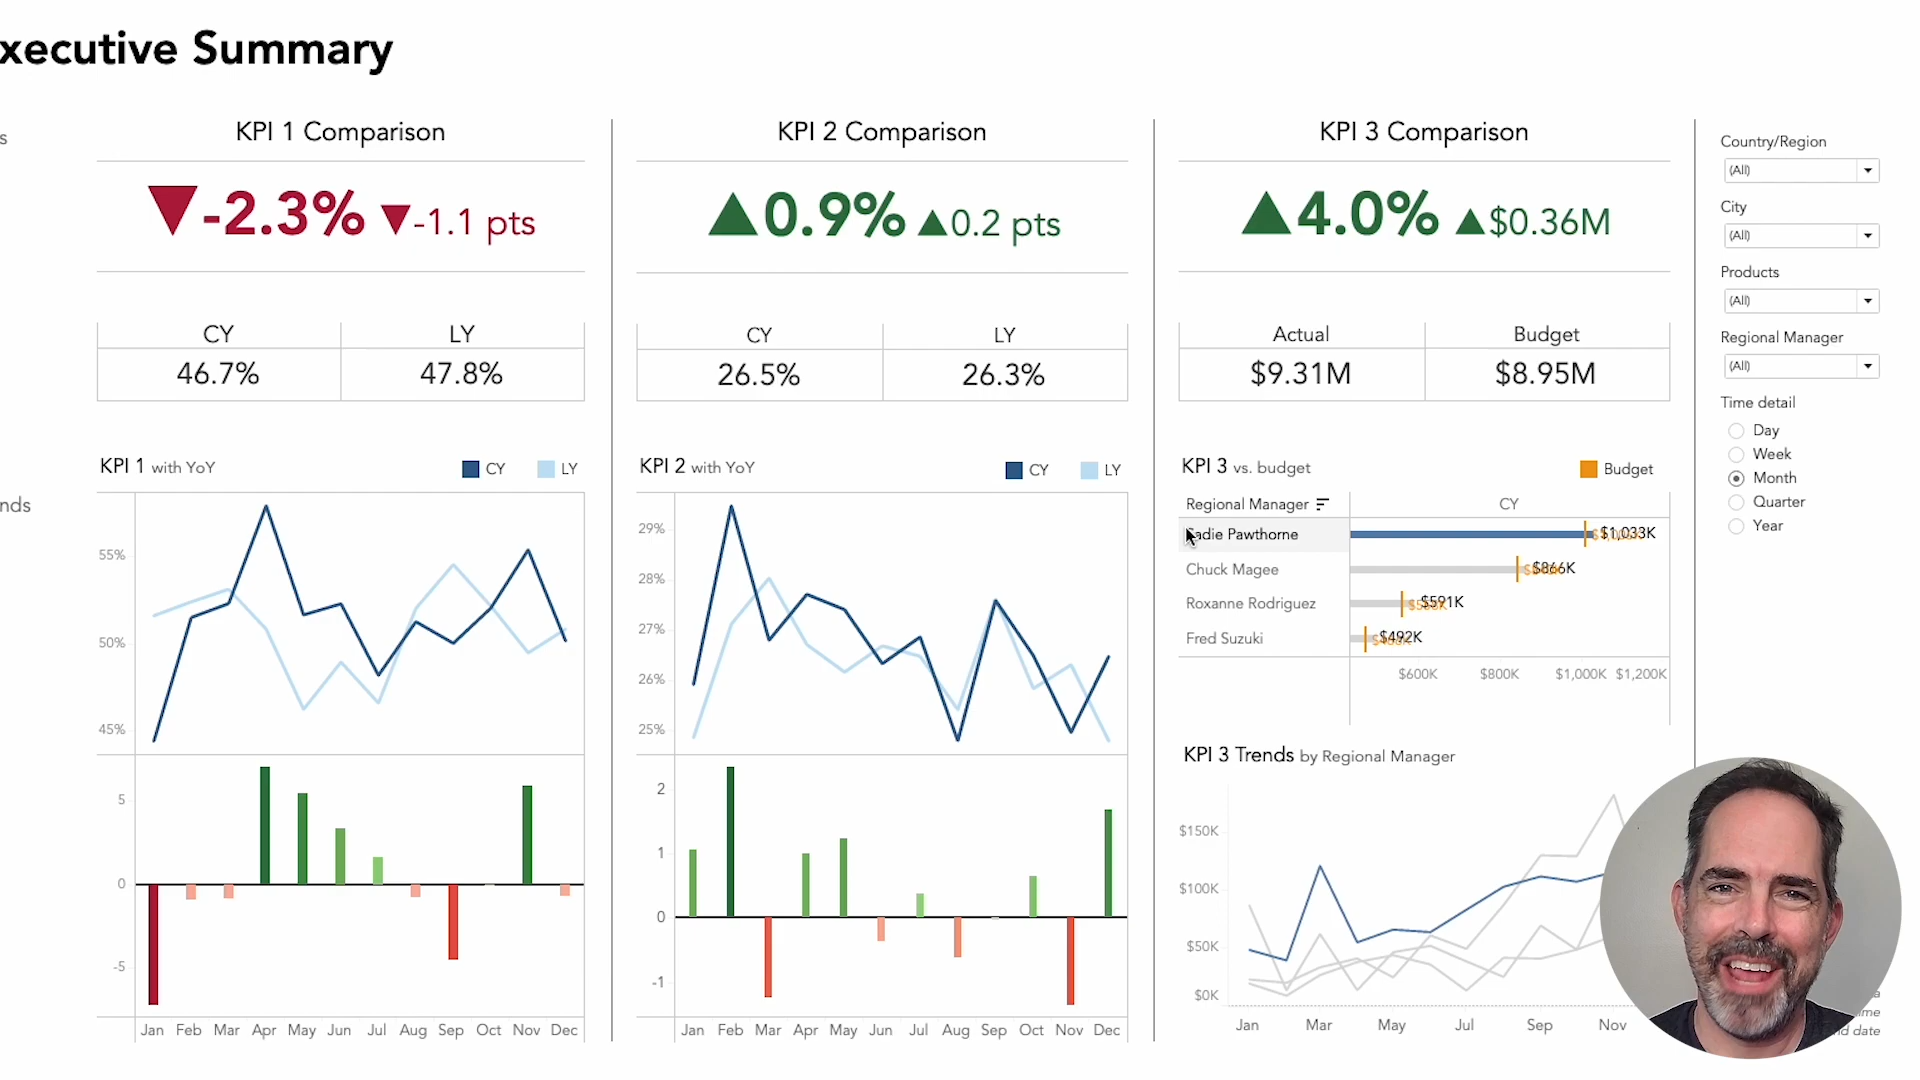 xecutive Summary
s
nds
KPI 1 Comparison
▼-2.3% ▼-1.1 pts
CY LY
46.7% 47.8%
KPI 1 with YoY CY LY
55%
50%
45%
5
0
-5
Jan Feb Mar Apr May Jun Jul Aug Sep Oct Nov Dec
KPI 2 Comparison
▲0.9% ▲0.2 pts
CY LY
26.5% 26.3%
KPI 2 with YoY CY LY
29%
28%
27%
26%
25%
2
1
0
-1
Jan Feb Mar Apr May Jun Jul Aug Sep Oct Nov Dec
KPI 3 Comparison
▲4.0% ▲$0.36M
Actual Budget
$9.31M $8.95M
KPI 3 vs. budget Budget
Regional Manager CY
Sadie Pawthorne $1,033K
Chuck Magee $866K
Roxanne Rodriguez $591K
Fred Suzuki $492K
$600K $800K $1,000K $1,200K
KPI 3 Trends by Regional Manager
$150K
$100K
$50K
$0K
Jan Mar May Jul Sep Nov
Country/Region
(All)
City
(All)
Products
(All)
Regional Manager
(All)
Time detail
Day
Week
Month
Quarter
Year
a
ime
nd date